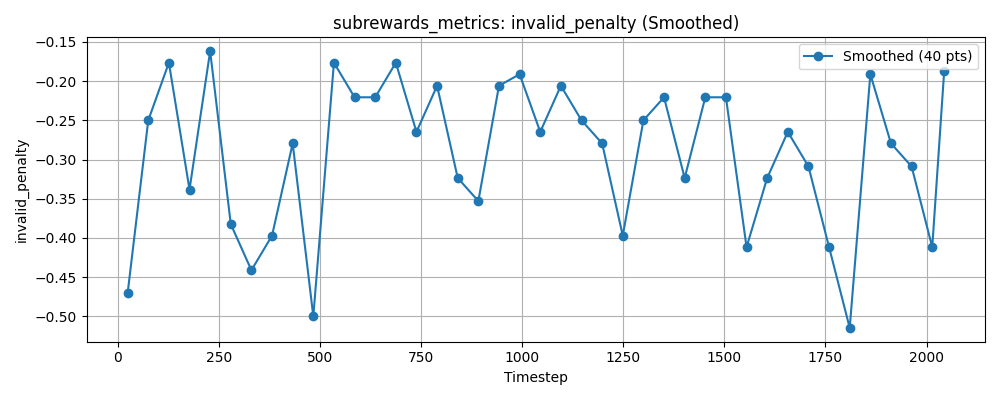 subrewards_metrics: invalid_penalty (Smoothed)
Smoothed (40 pts)
invalid_penalty
−0.15
−0.20
−0.25
−0.30
−0.35
−0.40
−0.45
−0.50
0 250 500 750 1000 1250 1500 1750 2000
Timestep